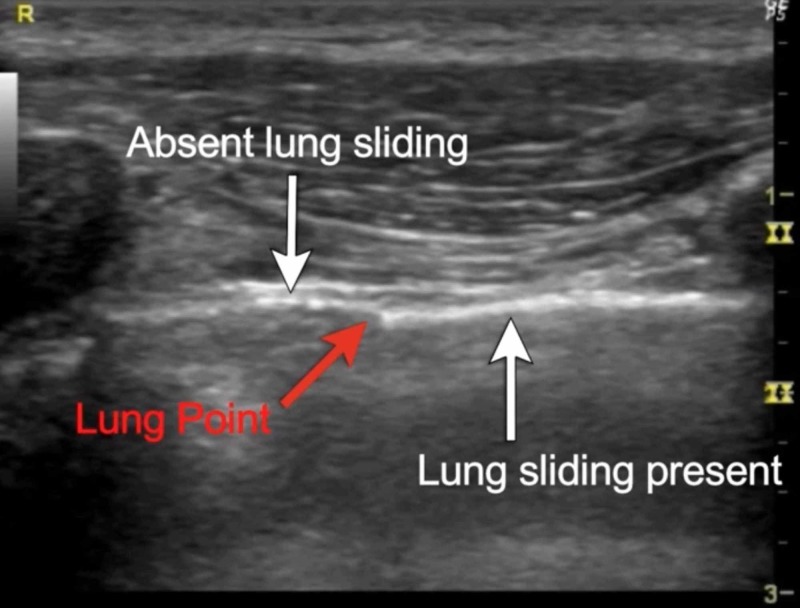 R
Absent lung sliding
1
Lung Point
Lung sliding present
3